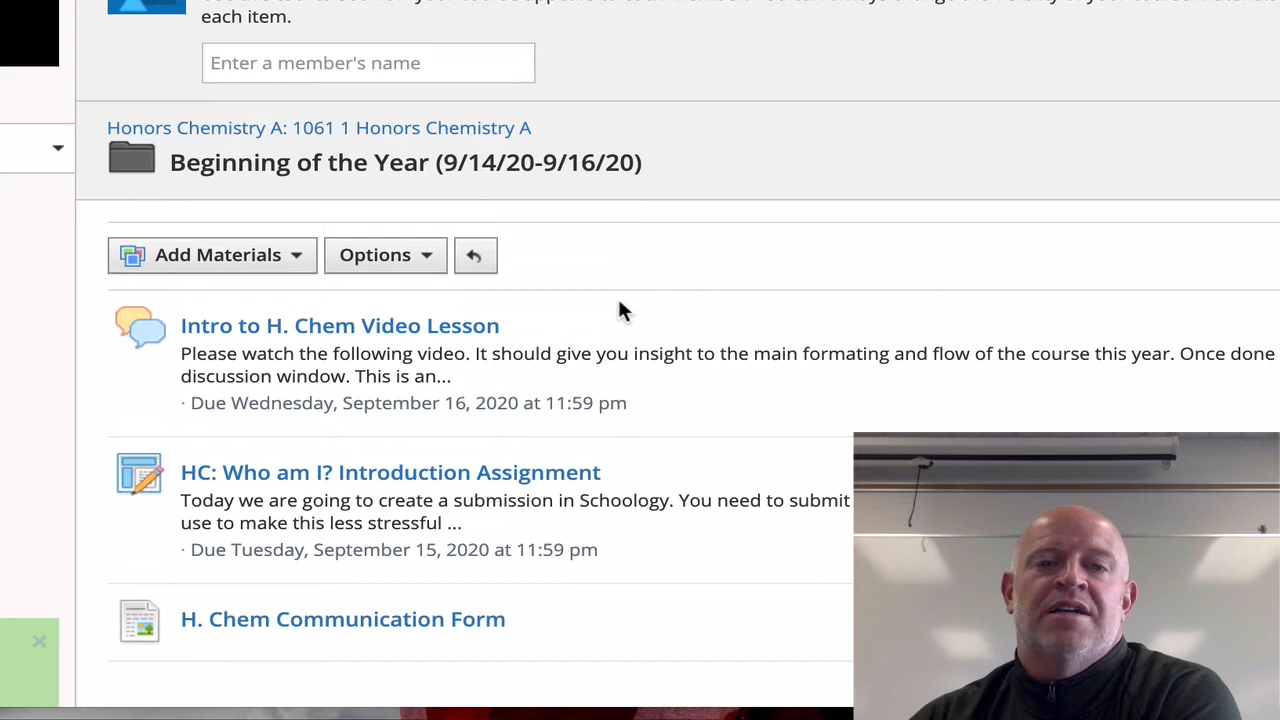 each item.
Enter a member's name
Honors Chemistry A: 1061 1 Honors Chemistry A
Beginning of the Year (9/14/20-9/16/20)
Add Materials Options
Intro to H. Chem Video Lesson
Please watch the following video. It should give you insight to the main formating and flow of the course this year. Once done
discussion window. This is an...
· Due Wednesday, September 16, 2020 at 11:59 pm
HC: Who am I? Introduction Assignment
Today we are going to create a submission in Schoology. You need to submit
use to make this less stressful ...
· Due Tuesday, September 15, 2020 at 11:59 pm
H. Chem Communication Form